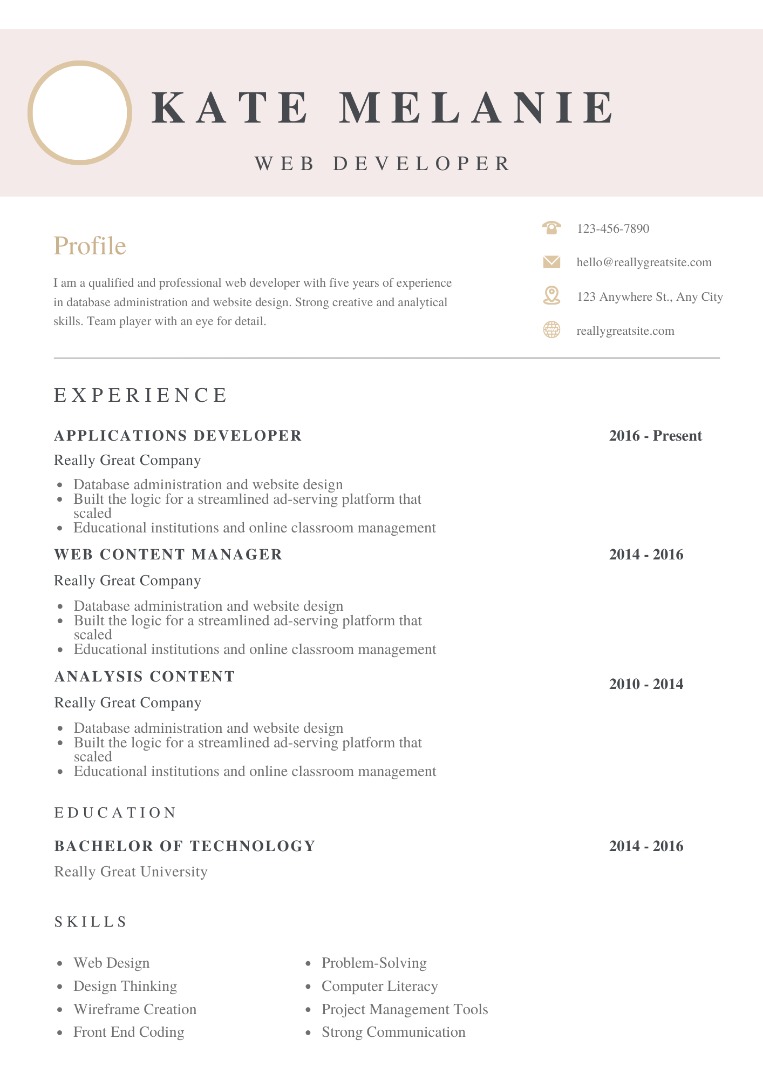 KATE MELANIE
WEB DEVELOPER
Profile
I am a qualified and professional web developer with five years of experience
in database administration and website design. Strong creative and analytical
skills. Team player with an eye for detail.
123-456-7890
hello@reallygreatsite.com
123 Anywhere St., Any City
reallygreatsite.com
EXPERIENCE
APPLICATIONS DEVELOPER
2016 - Present
Really Great Company
• Database administration and website design
• Built the logic for a streamlined ad-serving platform that
scaled
• Educational institutions and online classroom management
WEB CONTENT MANAGER
2014 - 2016
Really Great Company
• Database administration and website design
• Built the logic for a streamlined ad-serving platform that
scaled
• Educational institutions and online classroom management
ANALYSIS CONTENT
2010 - 2014
Really Great Company
• Database administration and website design
• Built the logic for a streamlined ad-serving platform that
scaled
• Educational institutions and online classroom management
EDUCATION
BACHELOR OF TECHNOLOGY
2014 - 2016
Really Great University
SKILLS
• Web Design
• Design Thinking
• Wireframe Creation
• Front End Coding
• Problem-Solving
• Computer Literacy
• Project Management Tools
• Strong Communication